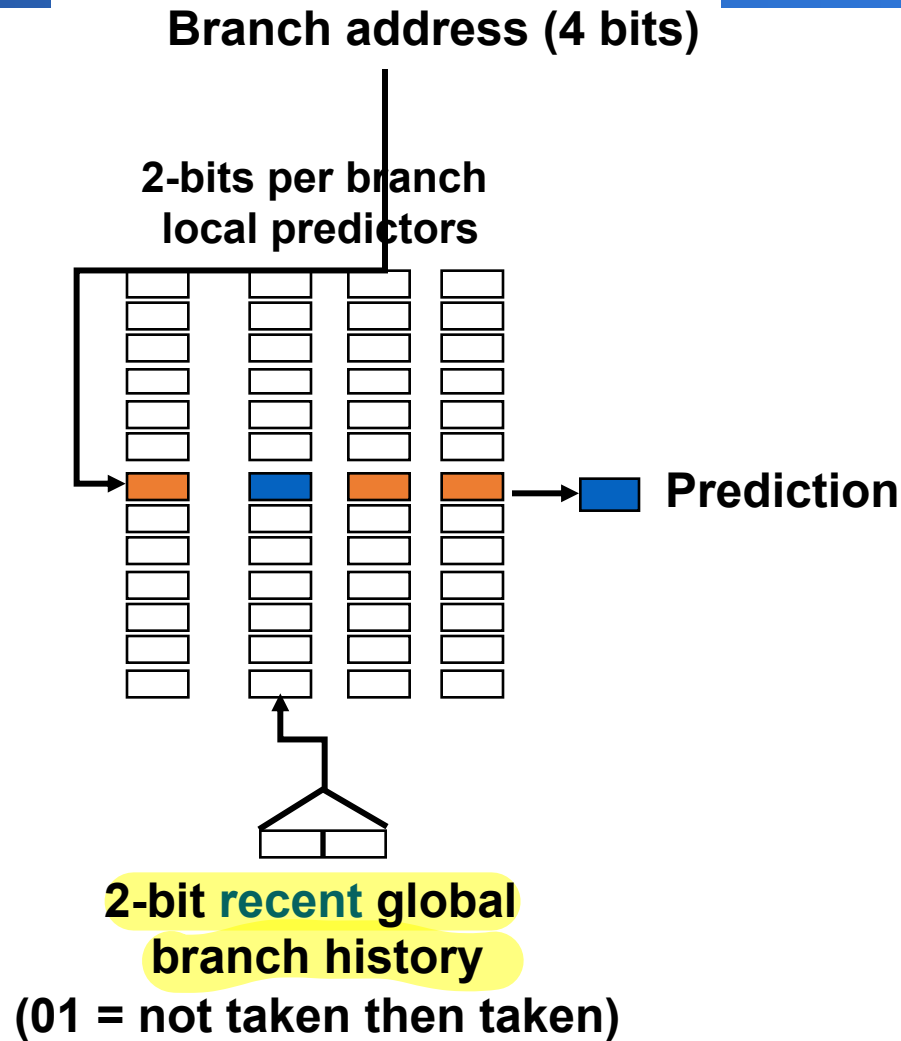 Branch address (4 bits)
2-bits per branch
local predictors
Prediction
2-bit recent global
branch history
(01 = not taken then taken)